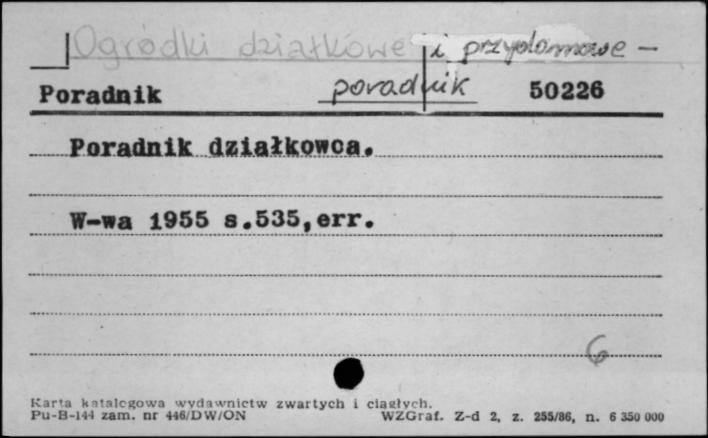 Ogródki działkowe i przydomowe -
poradnik
Poradnik 50226
Poradnik działkowca.
W-wa 1955 s.535,err.
6
Karta katalogowa wydawnictw zwartych i ciągłych.
Pu-B-144 zam. nr 446/DW/ON WZGraf. Z-d 2, z. 255/86, n. 6 350 000